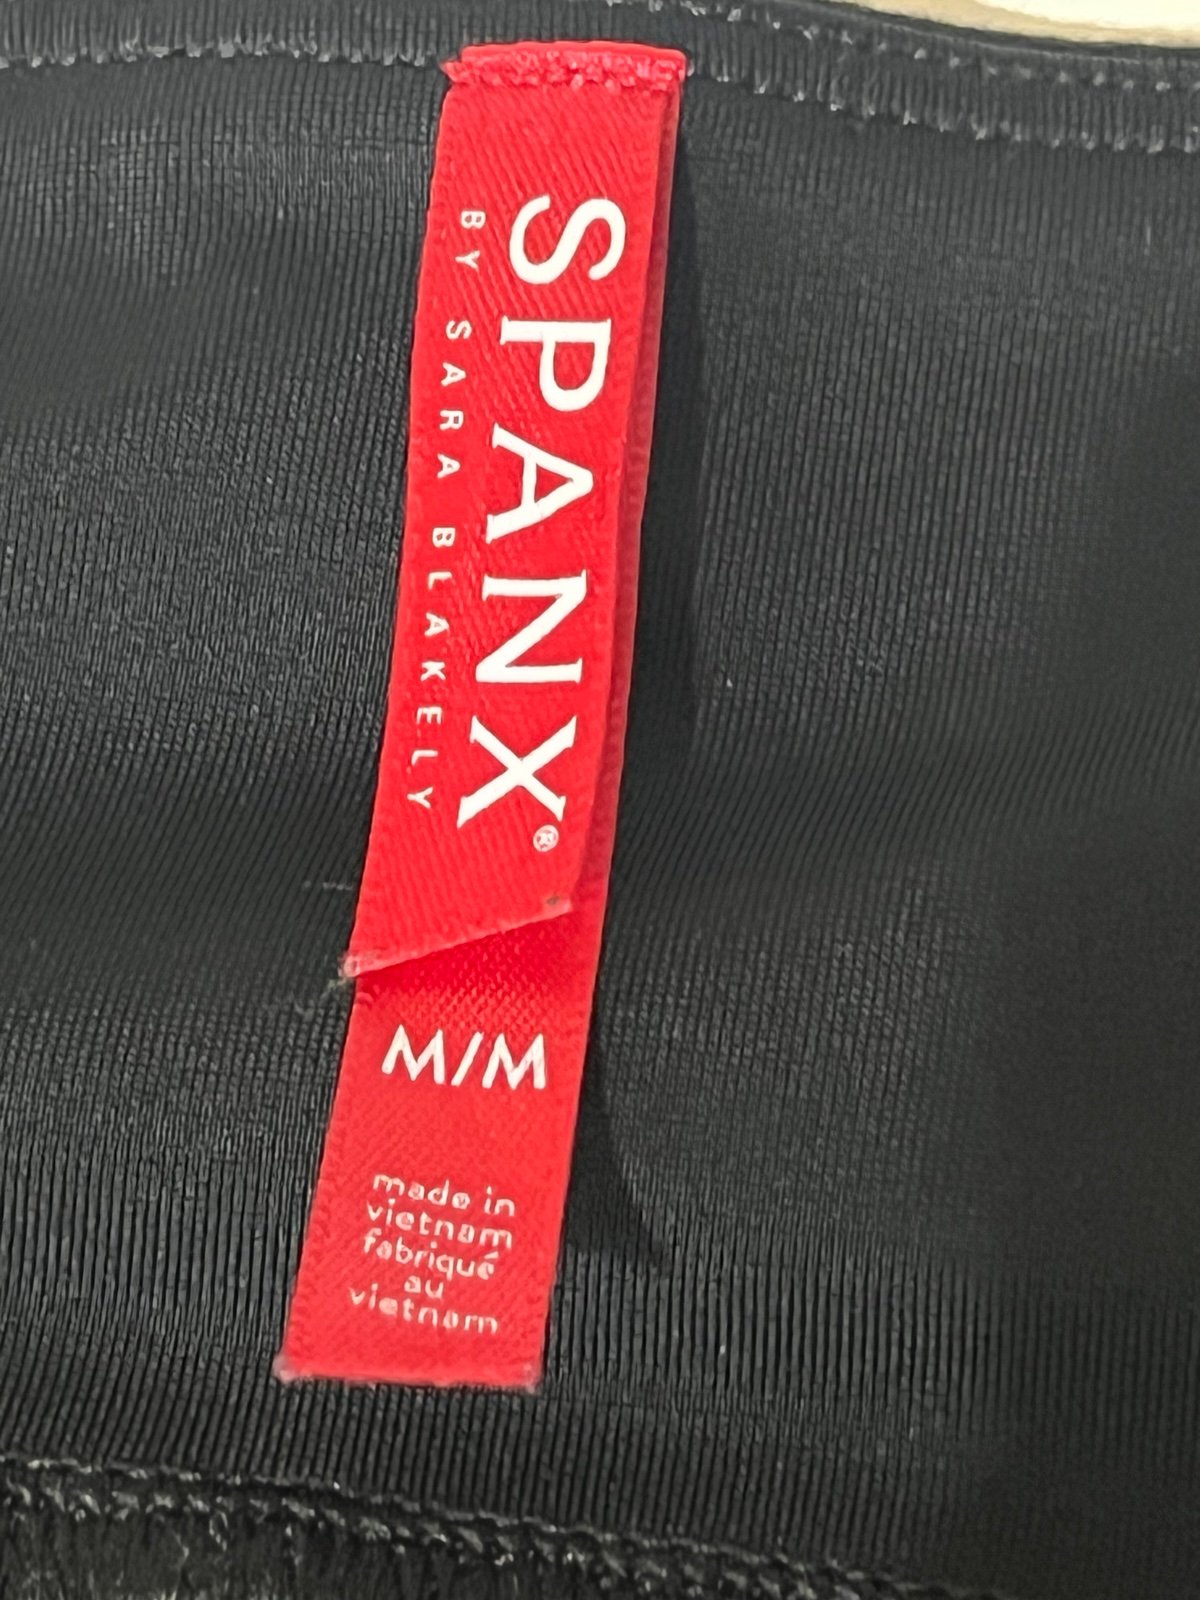 SPANX®
BY SARA BLAKELY
M/M
made in
vietnam
fabriqué
au
vietnam